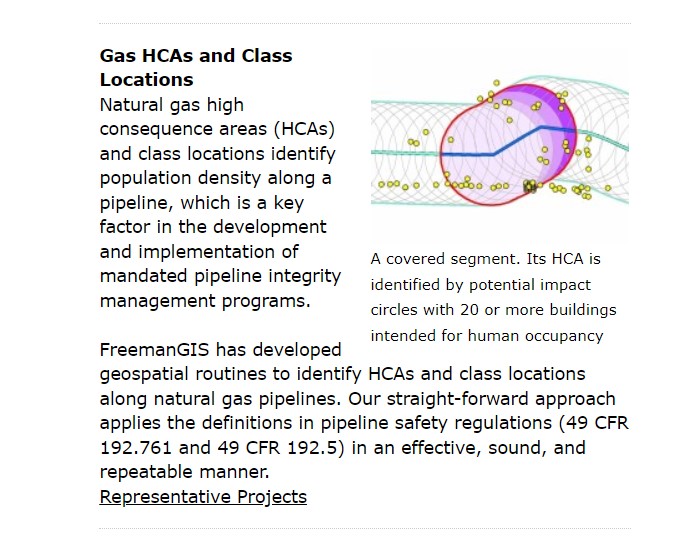 Gas HCAs and Class
Locations
Natural gas high
consequence areas (HCAs)
and class locations identify
population density along a
pipeline, which is a key
factor in the development
and implementation of
mandated pipeline integrity
management programs.
A covered segment. Its HCA is
identified by potential impact
circles with 20 or more buildings
intended for human occupancy
FreemanGIS has developed
geospatial routines to identify HCAs and class locations
along natural gas pipelines. Our straight-forward approach
applies the definitions in pipeline safety regulations (49 CFR
192.761 and 49 CFR 192.5) in an effective, sound, and
repeatable manner.
Representative Projects